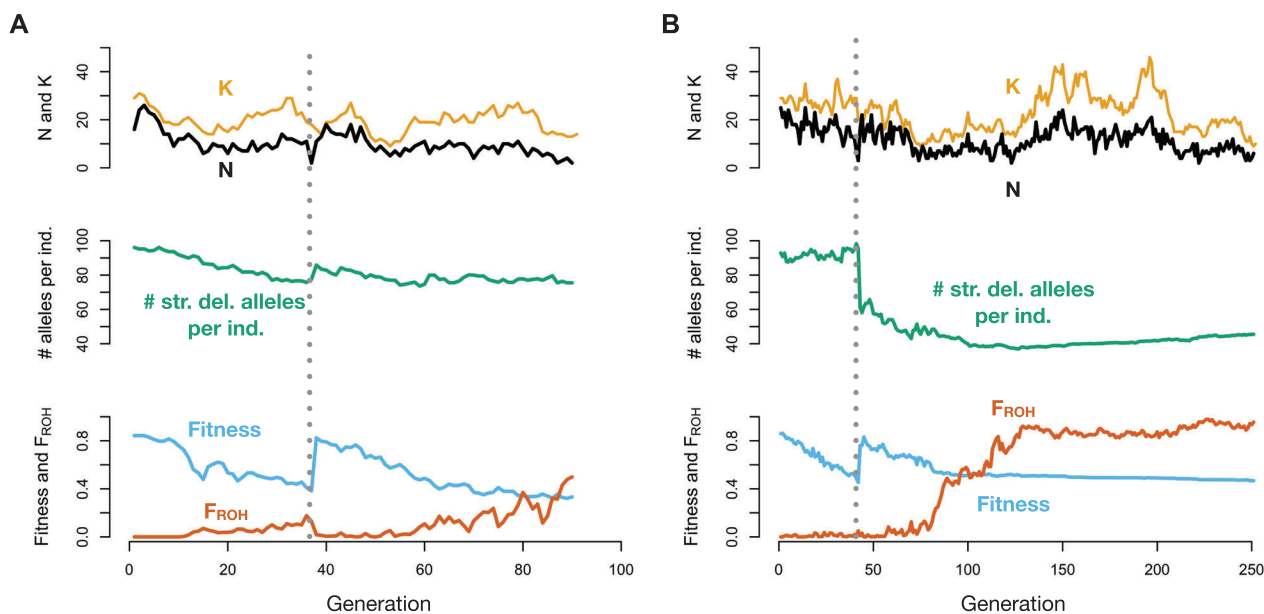 A
N and K
0 20 40
K
N
# alleles per ind.
40 60 80 100
# str. del. alleles
per ind.
Fitness and FROH
0.0 0.4 0.8
Fitness
FROH
0 20 40 60 80 100
Generation
B
N and K
0 20 40
K
N
# alleles per ind.
40 60 80 100
# str. del. alleles
per ind.
Fitness and FROH
0.0 0.4 0.8
FROH
Fitness
0 50 100 150 200 250
Generation